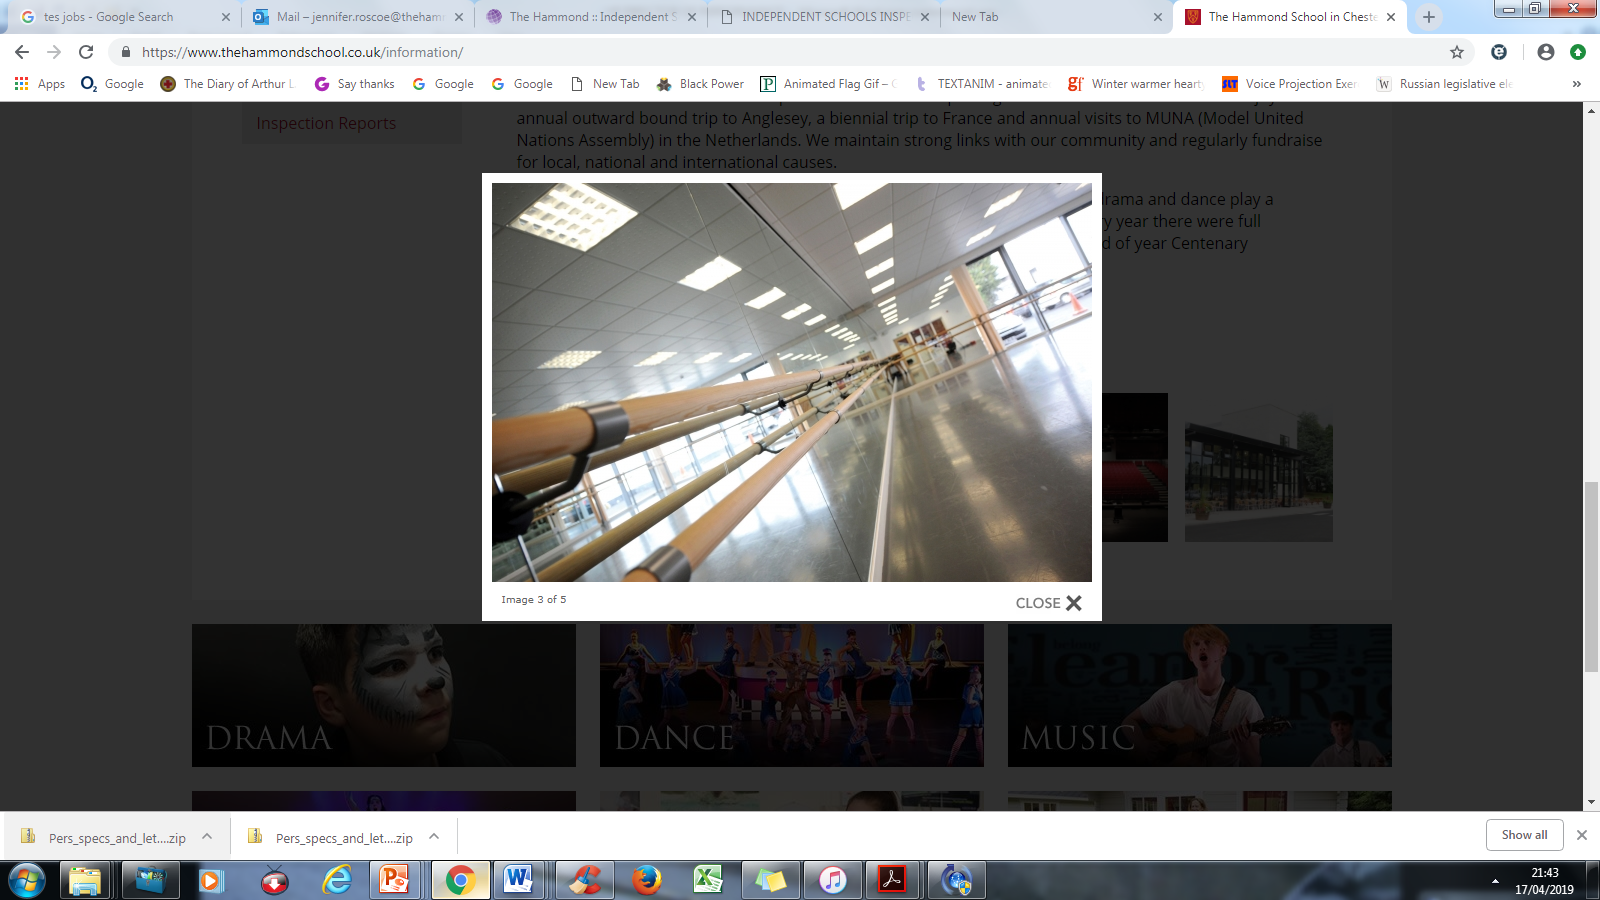 tes jobs - Google Search
Mail – jennifer.roscoe@theham
The Hammond :: Independent S
INDEPENDENT SCHOOLS INSPE
New Tab
The Hammond School in Cheste
https://www.thehammondschool.co.uk/information/
Apps
Google
The Diary of Arthur L
Say thanks
Google
Google
New Tab
Black Power
Animated Flag Gif – G
TEXTANIM - animate
Winter warmer heart
Voice Projection Exer
Russian legislative ele
»
Inspection Reports
annual outward bound trip to Anglesey, a biennial trip to France and annual visits to MUNA (Model United
Nations Assembly) in the Netherlands. We maintain strong links with our community and regularly fundraise
for local, national and international causes.
drama and dance play a
ry year there were full
d of year Centenary
Image 3 of 5
CLOSE
DRAMA
DANCE
Eleanor
Rig
MUSIC
Pers_specs_and_let....zip
Pers_specs_and_let....zip
Show all
21:43
17/04/2019